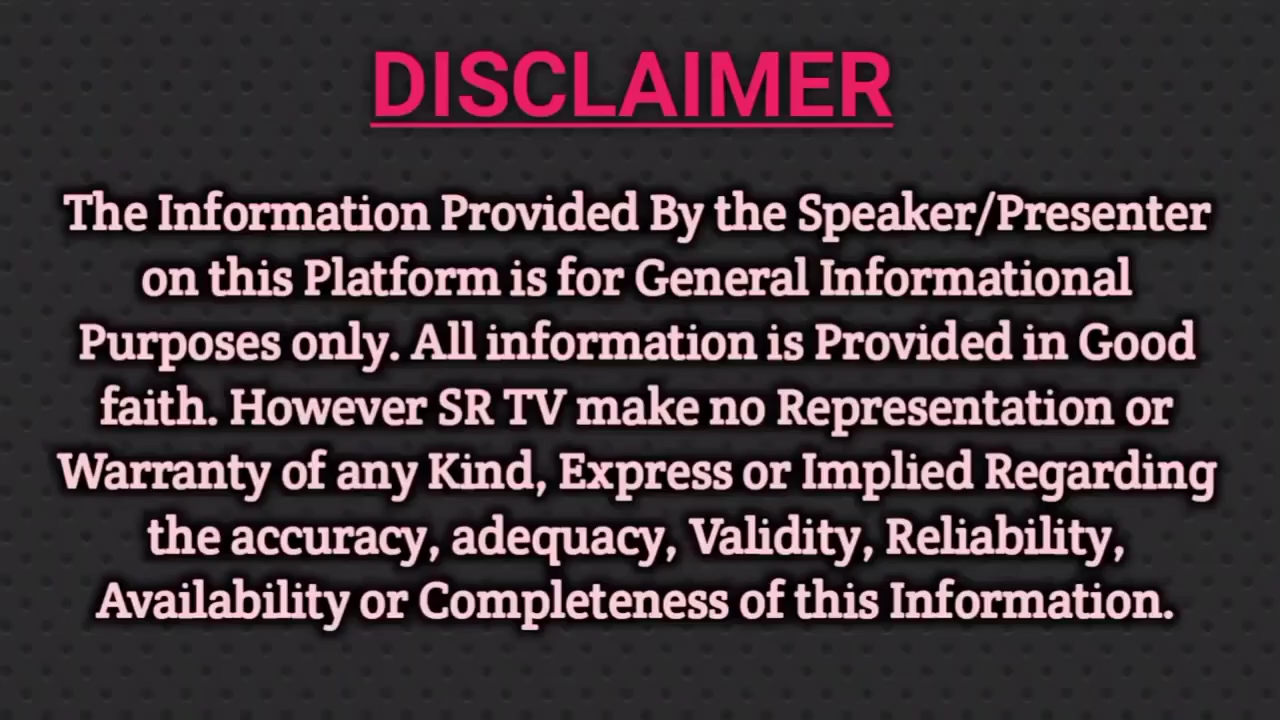 DISCLAIMER
The Information Provided By the Speaker/Presenter
on this Platform is for General Informational
Purposes only. All information is Provided in Good
faith. However SR TV make no Representation or
Warranty of any Kind, Express or Implied Regarding
the accuracy, adequacy, Validity, Reliability,
Availability or Completeness of this Information.